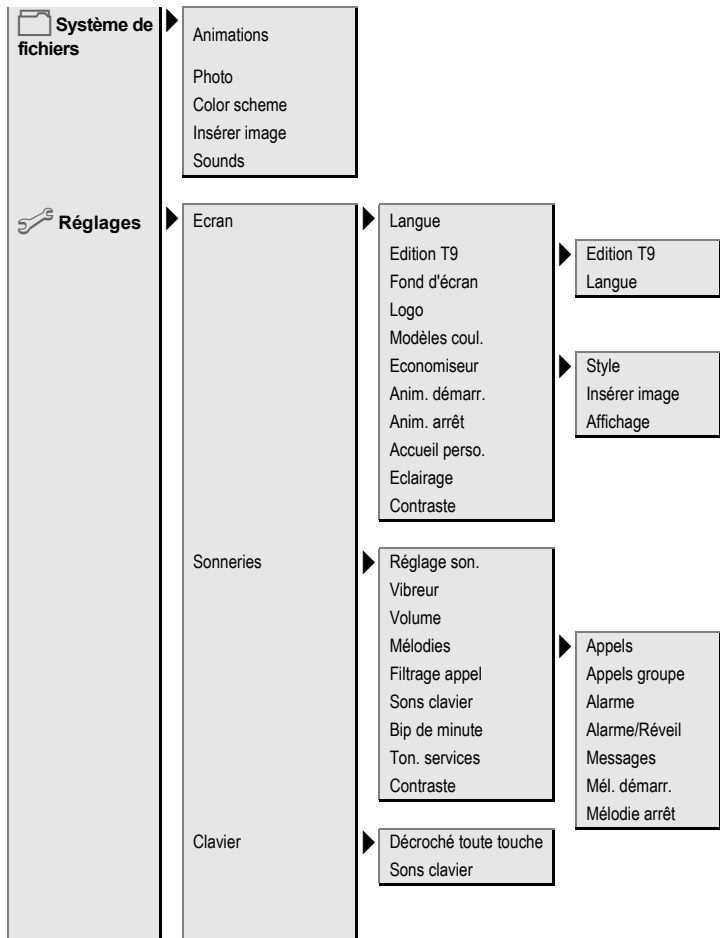 Système de
fichiers
Animations
Photo
Color scheme
Insérer image
Sounds
Réglages
Ecran
Langue
Edition T9
Fond d'écran
Logo
Modèles coul.
Economiseur
Anim. démarr.
Anim. arrêt
Accueil perso.
Eclairage
Contraste
Edition T9
Langue
Style
Insérer image
Affichage
Sonneries
Réglage son.
Vibreur
Volume
Mélodies
Filtrage appel
Sons clavier
Bip de minute
Ton. services
Contraste
Appels
Appels groupe
Alarme
Alarme/Réveil
Messages
Mél. démarr.
Mélodie arrêt
Clavier
Décroché toute touche
Sons clavier